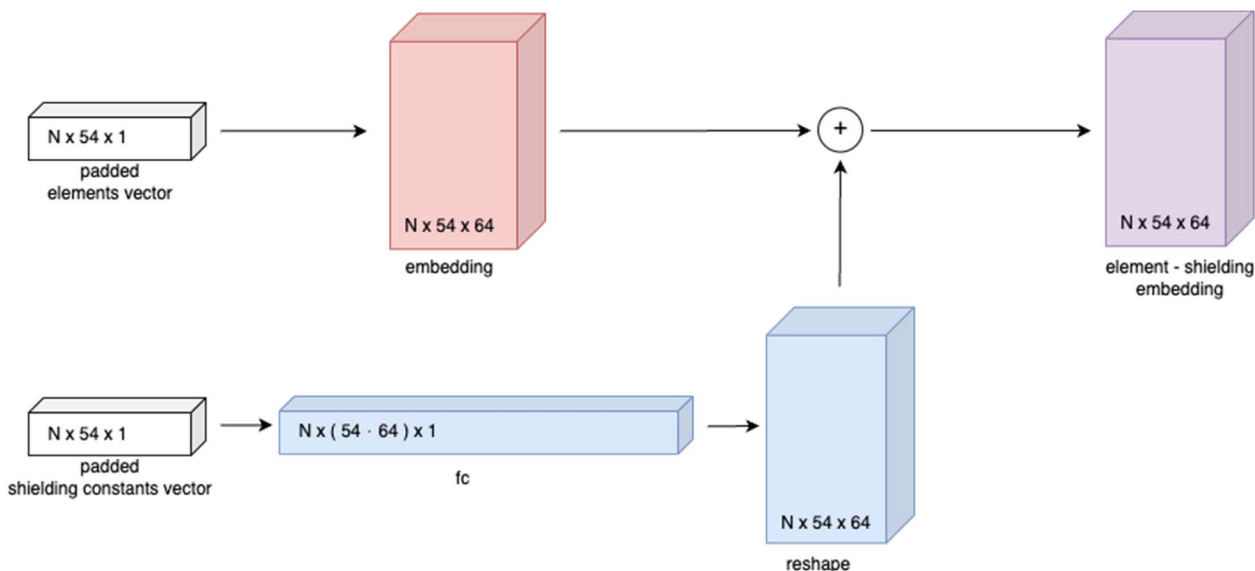 N x 54 x 1
padded
elements vector
N x 54 x 64
embedding
+
N x 54 x 64
element - shielding
embedding
N x 54 x 1
padded
shielding constants vector
N x ( 54 · 64 ) x 1
fc
N x 54 x 64
reshape